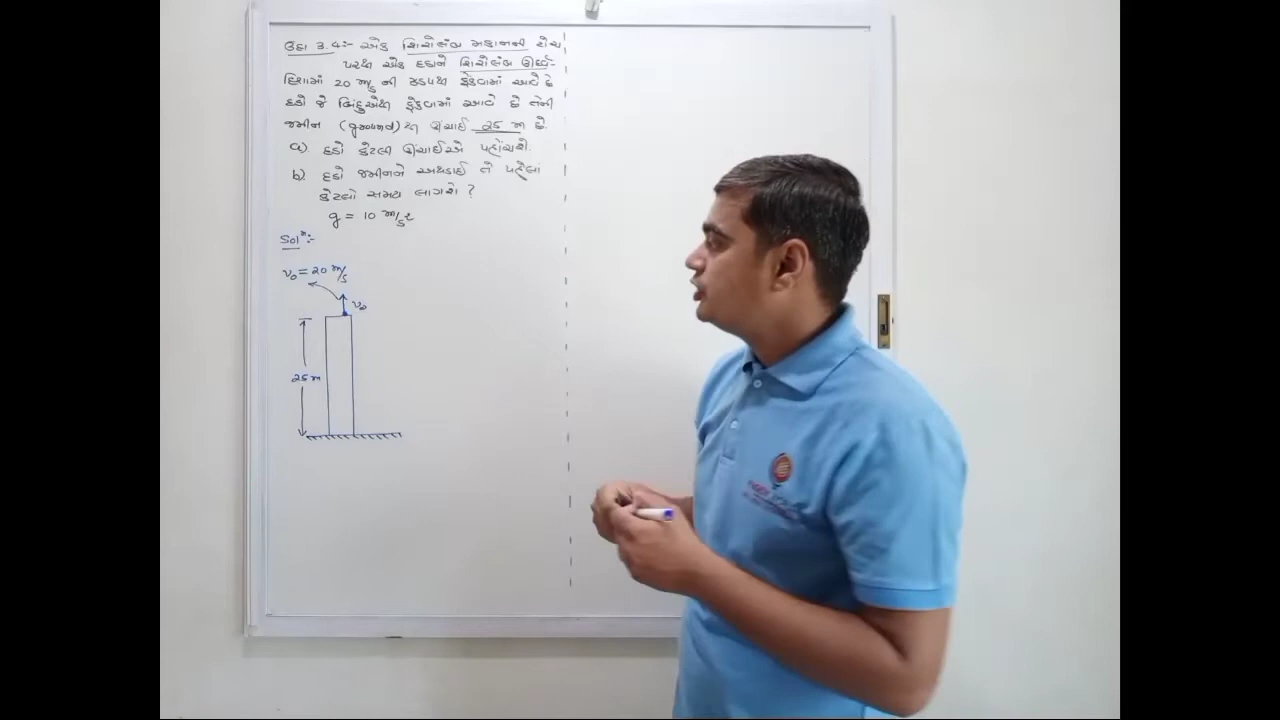 ઉદા 3.4:- એક શિરોલંબ મકાનની ટોચ
પરથી એક દડાને શિરોલંબ ઊર્ધ્વ-
દિશામાં 20 m/s ની ઝડપથી ફેંકવામાં આવે છે
દડો જે બિંદુએથી ફેંકવામાં આવે છે તેની
જમીન (ground) થી ઊંચાઈ 25 m છે.
a) દડો કેટલી ઊંચાઈએ પહોંચશે.
b) દડો જમીનને અથડાઈ તે પહેલાં
કેટલો સમય લાગશે ?
g = 10 m/s2
Solⁿ:-
v₀ = 20 m/s
v₀
25 m